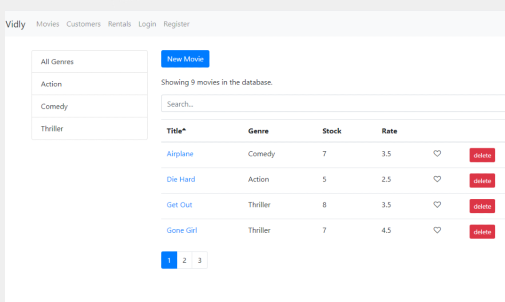 Vidly Movies Customers Rentals Login Register
All Genres
Action
Comedy
Thriller
New Movie
Showing 9 movies in the database.
Search...
Title Genre Stock Rate
Airplane Comedy 7 3.5 delete
Die Hard Action 5 2.5 delete
Get Out Thriller 8 3.5 delete
Gone Girl Thriller 7 4.5 delete
1 2 3